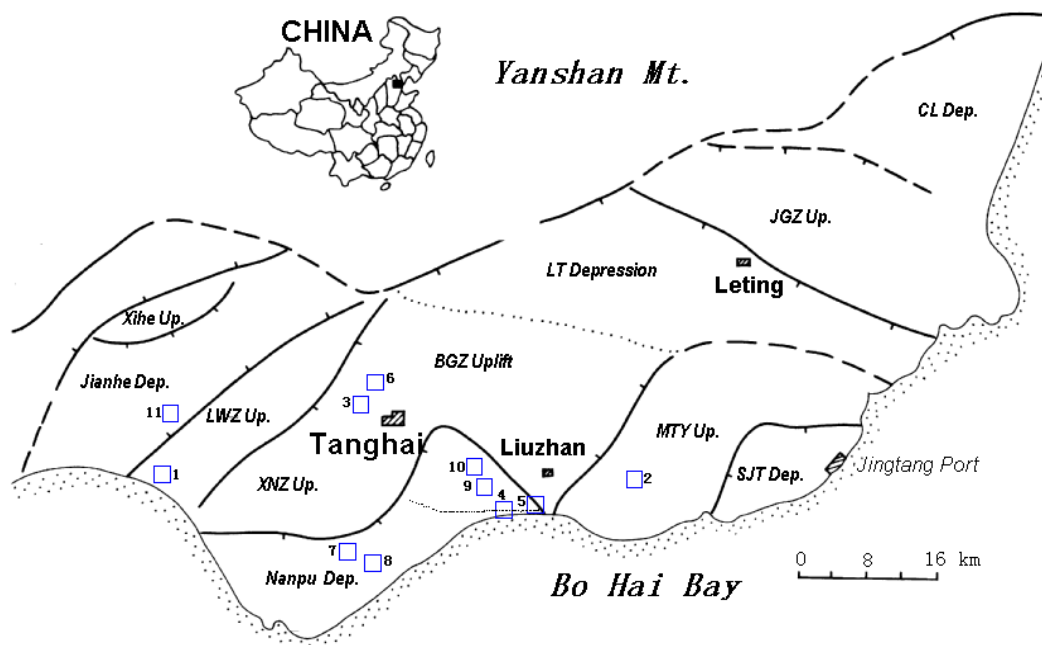 CHINA
Yanshan Mt.
CL Dep.
JGZ Up.
LT Depression
Leting
Xihe Up.
BGZ Uplift
Jianhe Dep.
6
3
11
LWZ Up.
Tanghai
Liuzhan
MTY Up.
Jingtang Port
10
1
SJT Dep.
2
XNZ Up.
9
4
5
7
8
Nanpu Dep.
Bo Hai Bay
0 8 16 km